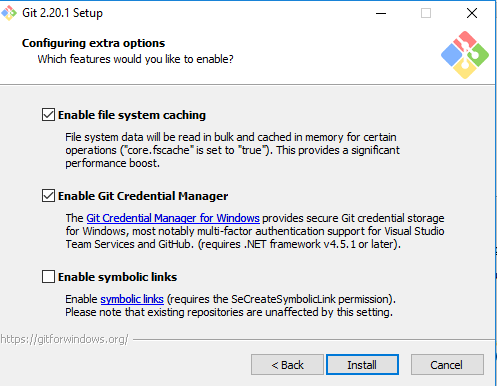 Git 2.20.1 Setup
Configuring extra options
Which features would you like to enable?
Enable file system caching
File system data will be read in bulk and cached in memory for certain
operations ("core.fscache" is set to "true"). This provides a significant
performance boost.
Enable Git Credential Manager
The Git Credential Manager for Windows provides secure Git credential storage
for Windows, most notably multi-factor authentication support for Visual Studio
Team Services and GitHub. (requires .NET framework v4.5.1 or later).
Enable symbolic links
Enable symbolic links (requires the SeCreateSymbolicLink permission).
Please note that existing repositories are unaffected by this setting.
https://gitforwindows.org/
< Back Install Cancel